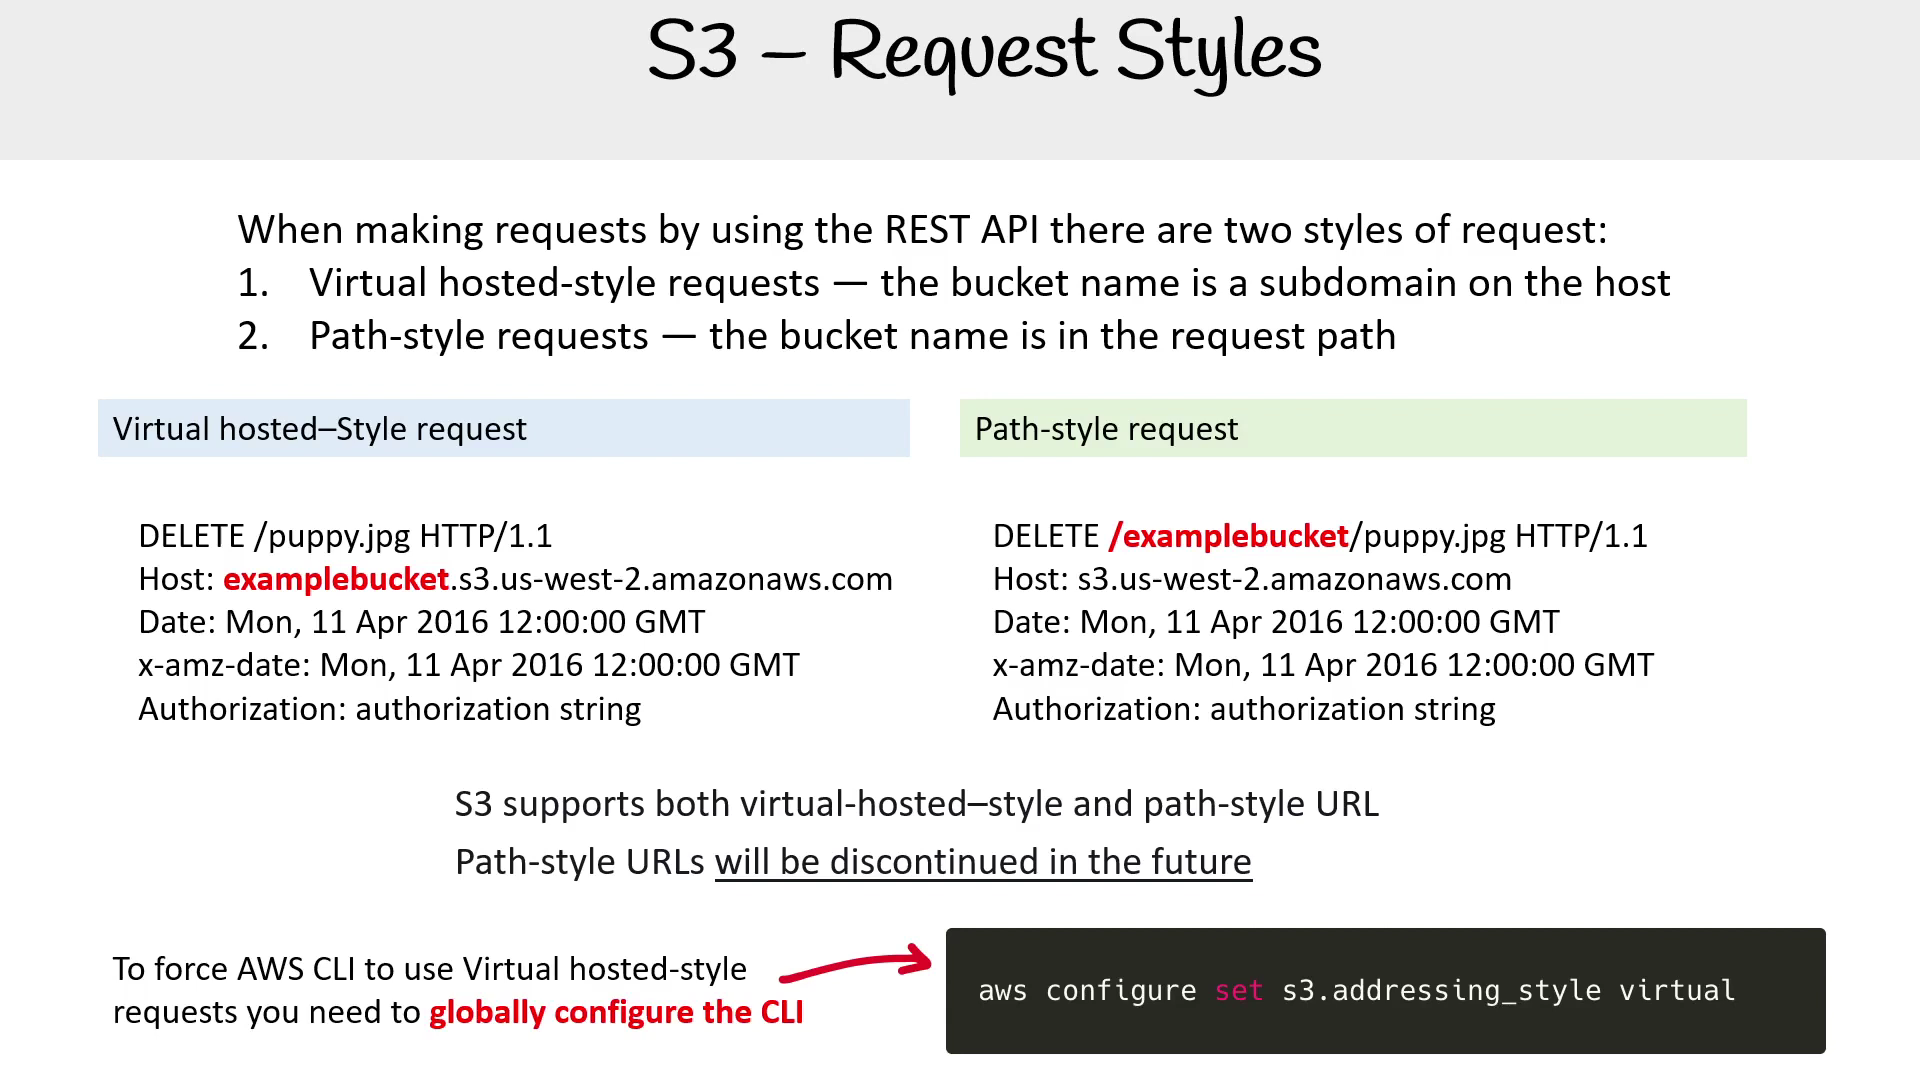 S3 – Request Styles
When making requests by using the REST API there are two styles of request:
1. Virtual hosted-style requests — the bucket name is a subdomain on the host
2. Path-style requests — the bucket name is in the request path
Virtual hosted–Style request
DELETE /puppy.jpg HTTP/1.1
Host: examplebucket.s3.us-west-2.amazonaws.com
Date: Mon, 11 Apr 2016 12:00:00 GMT
x-amz-date: Mon, 11 Apr 2016 12:00:00 GMT
Authorization: authorization string
Path-style request
DELETE /examplebucket/puppy.jpg HTTP/1.1
Host: s3.us-west-2.amazonaws.com
Date: Mon, 11 Apr 2016 12:00:00 GMT
x-amz-date: Mon, 11 Apr 2016 12:00:00 GMT
Authorization: authorization string
S3 supports both virtual-hosted–style and path-style URL
Path-style URLs will be discontinued in the future
To force AWS CLI to use Virtual hosted-style
requests you need to globally configure the CLI
aws configure set s3.addressing_style virtual